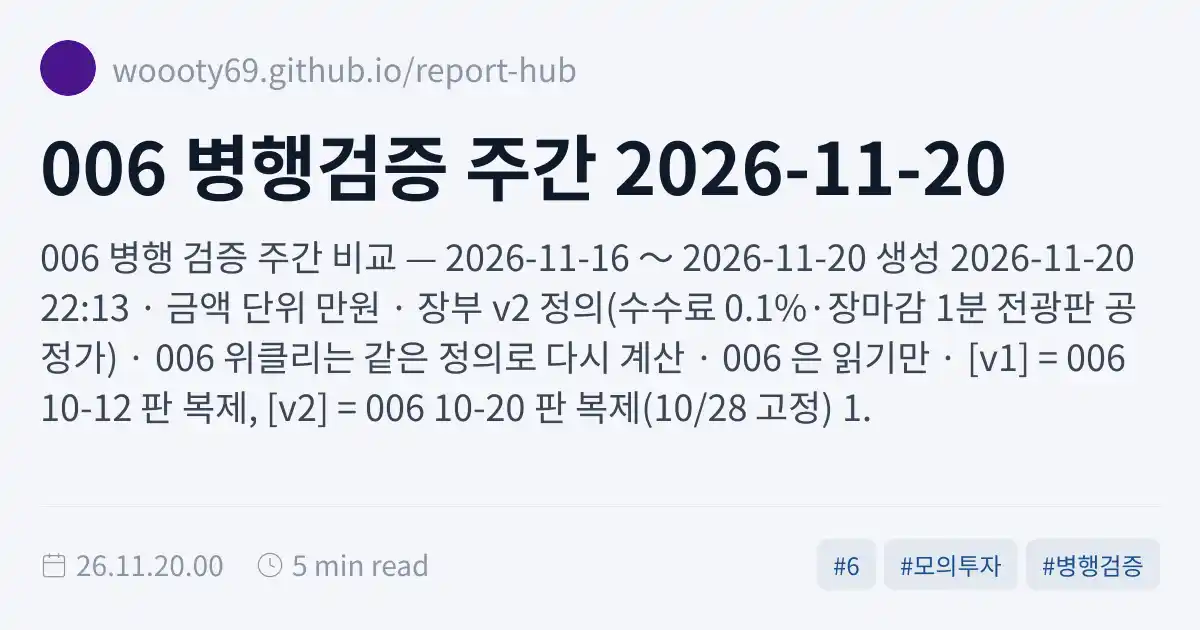 woooty69.github.io/report-hub
006 병행검증 주간 2026-11-20
006 병행 검증 주간 비교 — 2026-11-16 ～ 2026-11-20 생성 2026-11-20
22:13 · 금액 단위 만원 · 장부 v2 정의(수수료 0.1%·장마감 1분 전광판 공
정가) · 006 위클리는 같은 정의로 다시 계산 · 006 은 읽기만 · [v1] = 006
10-12 판 복제, [v2] = 006 10-20 판 복제(10/28 고정) 1.
26.11.20.00
5 min read
#6
#모의투자
#병행검증